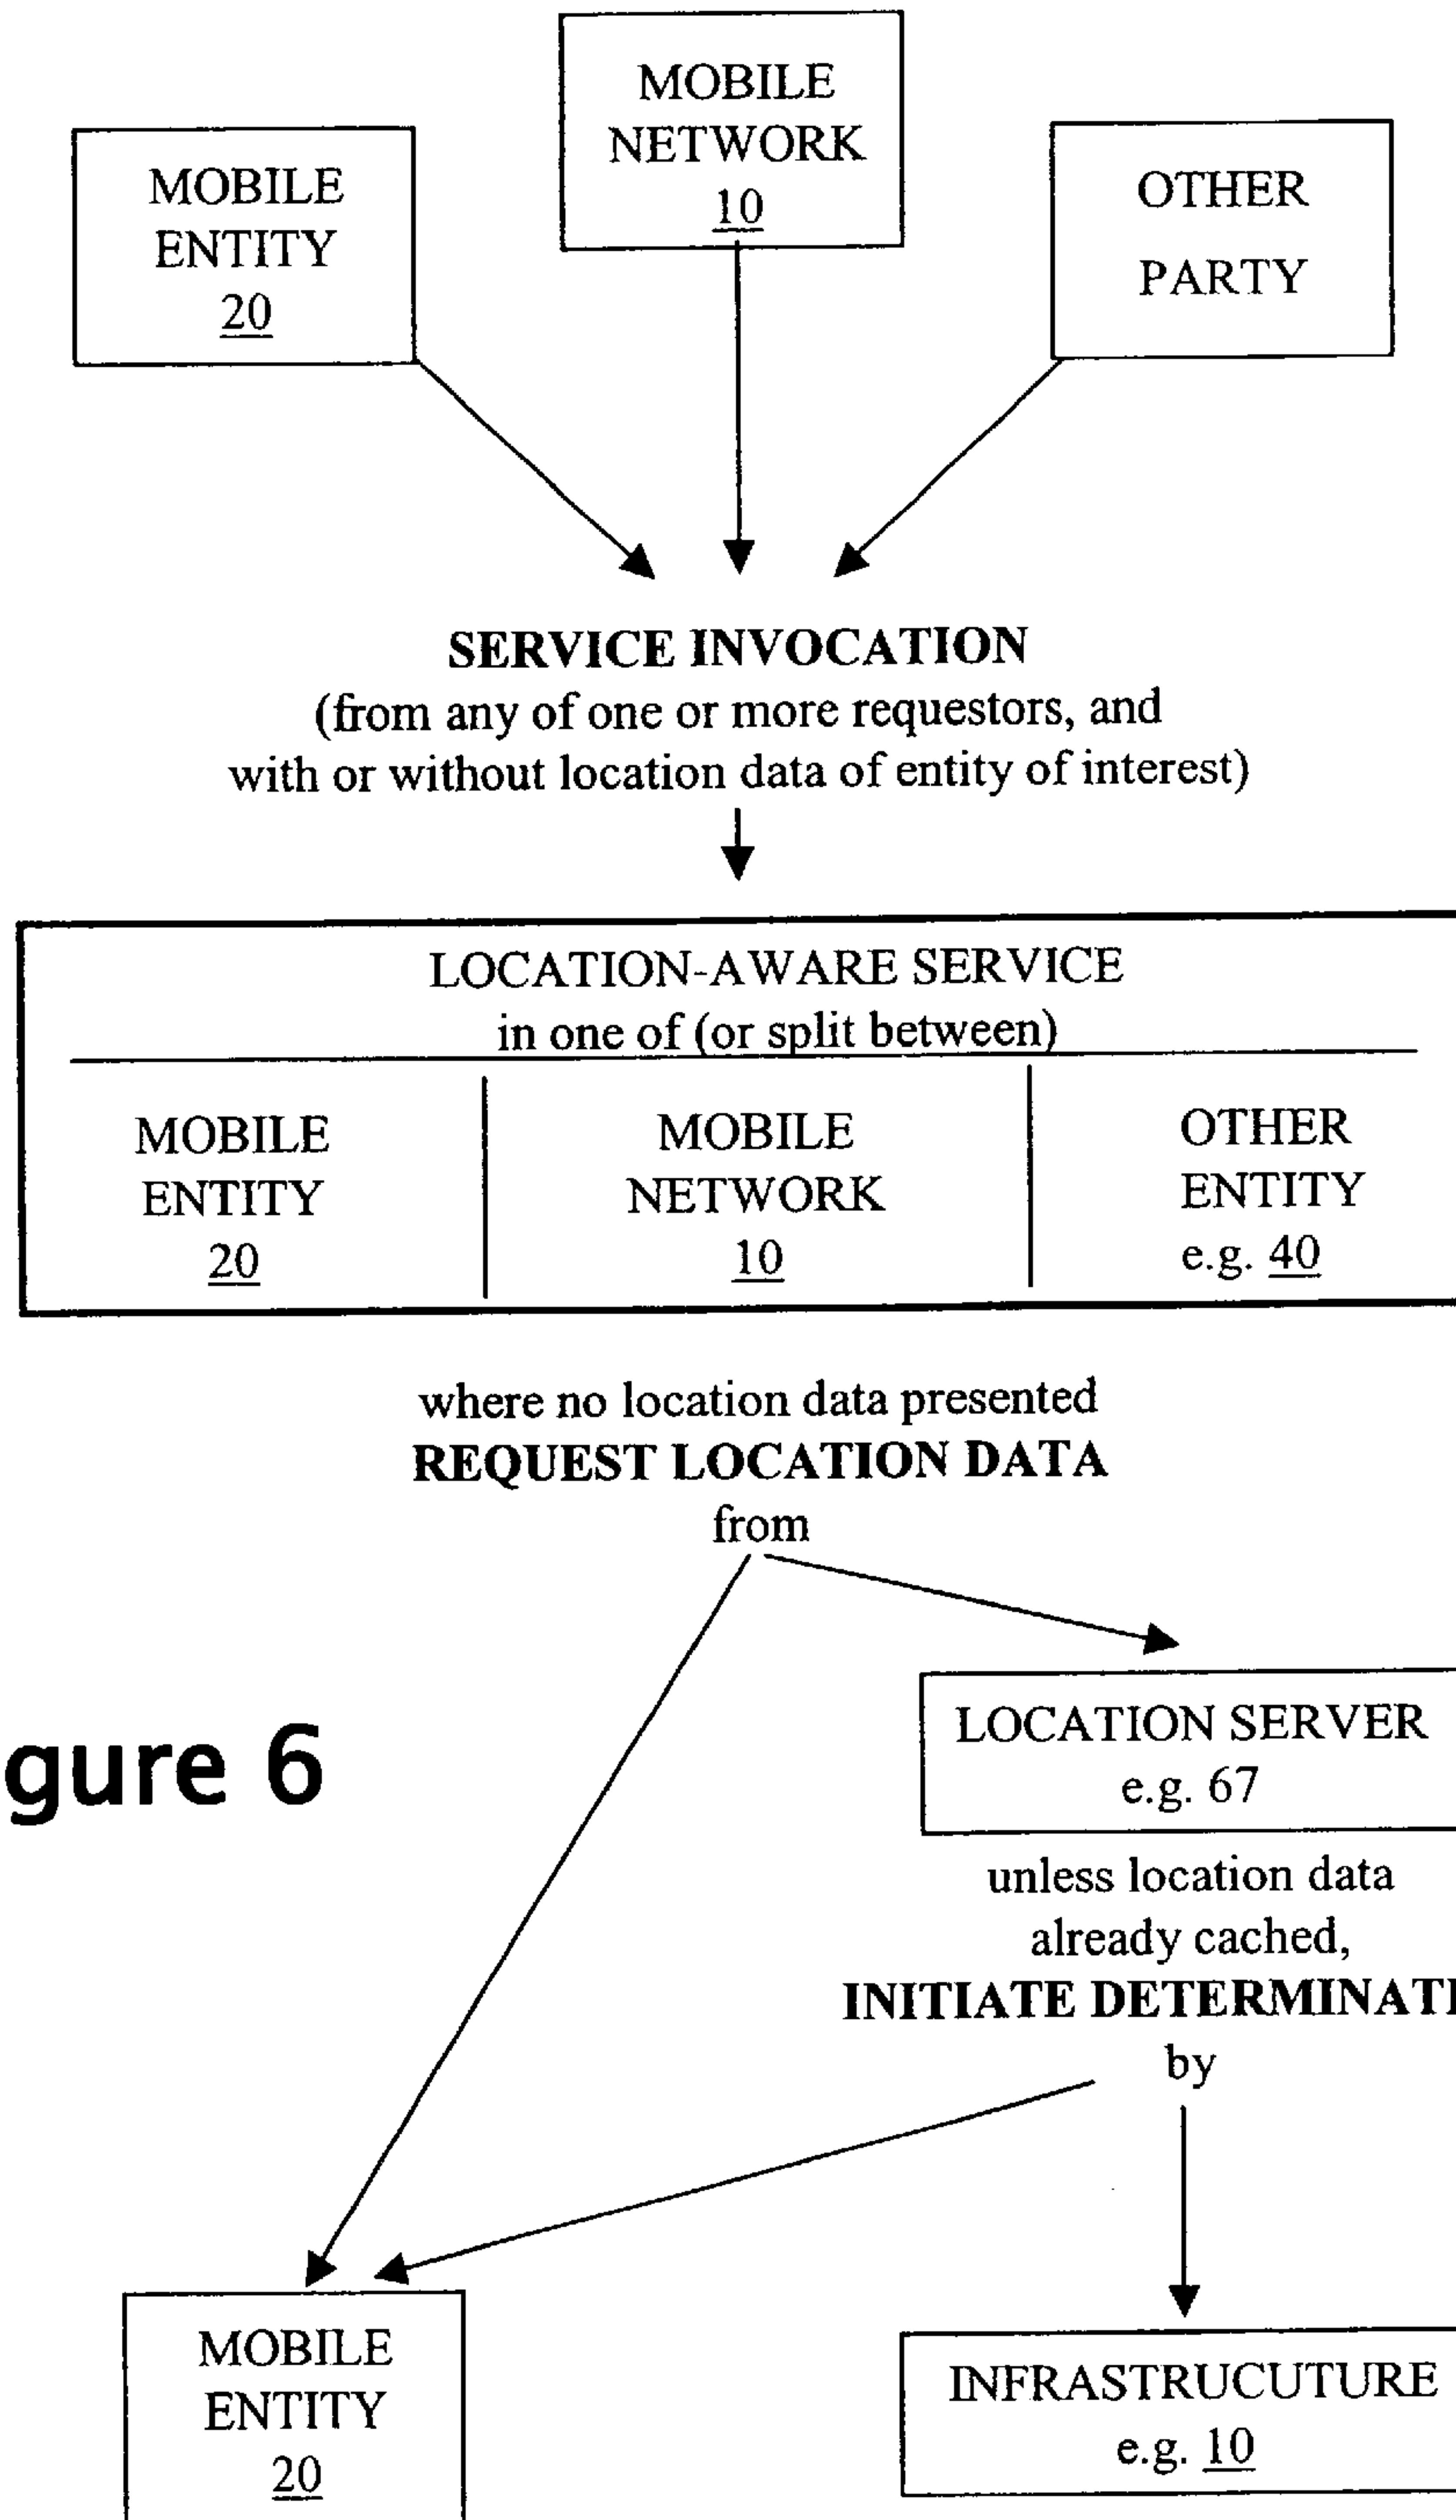 MOBILE
NETWORK
10
MOBILE
ENTITY
20
OTHER
PARTY
SERVICE INVOCATION
(from any of one or more requestors, and
with or without location data of entity of interest)
LOCATION-AWARE SERVICE
in one of (or split between)
MOBILE
ENTITY
20
MOBILE
NETWORK
10
OTHER
ENTITY
e.g. 40
where no location data presented
REQUEST LOCATION DATA
from
LOCATION SERVER
e.g. 67
gure 6
unless location data
already cached,
INITIATE DETERMINATI
by
MOBILE
ENTITY
20
INFRASTRUCUTURE
e.g. 10